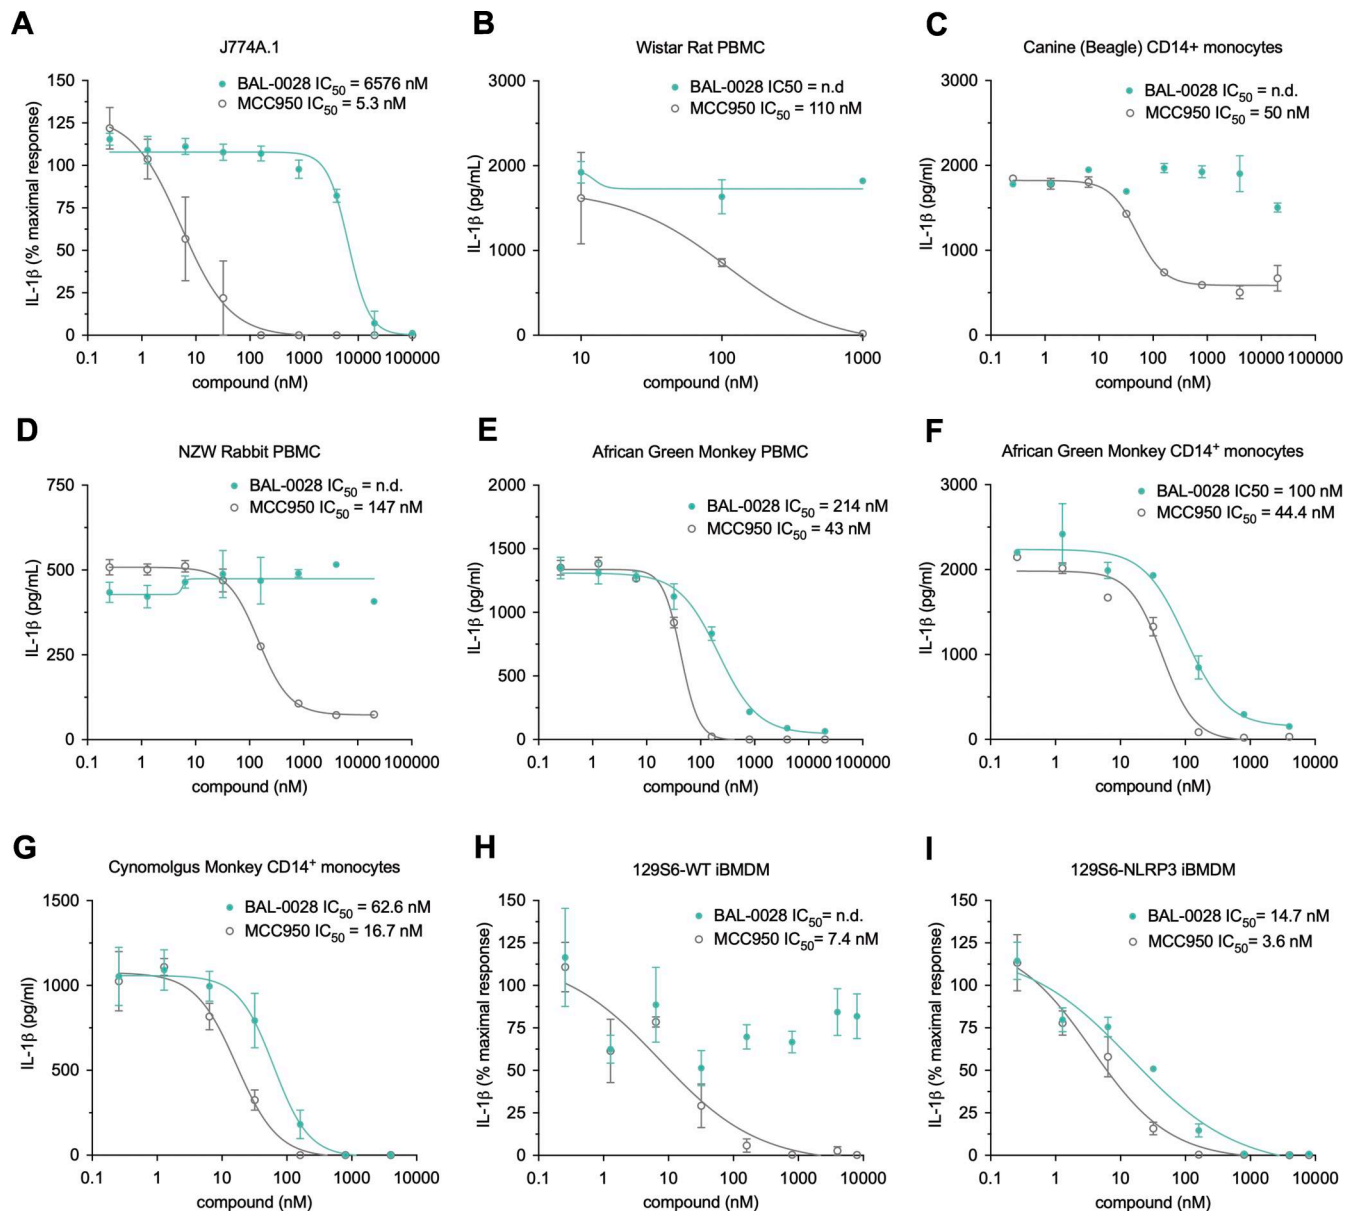 A
J774A.1
BAL-0028 IC50 = 6576 nM
MCC950 IC50 = 5.3 nM
IL-1β (% maximal response)
150
125
100
75
50
25
0
0.1 1 10 100 1000 10000 100000
compound (nM)
B
Wistar Rat PBMC
BAL-0028 IC50 = n.d
MCC950 IC50 = 110 nM
IL-1β (pg/mL)
3000
2000
1000
0
10 100 1000
compound (nM)
C
Canine (Beagle) CD14+ monocytes
BAL-0028 IC50 = n.d.
MCC950 IC50 = 50 nM
IL-1β (pg/ml)
3000
2000
1000
0
0.1 1 10 100 1000 10000 100000
compound (nM)
D
NZW Rabbit PBMC
BAL-0028 IC50 = n.d.
MCC950 IC50 = 147 nM
IL-1β (pg/mL)
750
500
250
0
0.1 1 10 100 1000 10000 100000
compound (nM)
E
African Green Monkey PBMC
BAL-0028 IC50 = 214 nM
MCC950 IC50 = 43 nM
IL-1β (pg/mL)
2000
1500
1000
500
0
0.1 1 10 100 1000 10000 100000
compound (nM)
F
African Green Monkey CD14+ monocytes
BAL-0028 IC50 = 100 nM
MCC950 IC50 = 44.4 nM
IL-1β (pg/mL)
3000
2000
1000
0
0.1 1 10 100 1000 10000
compound (nM)
G
Cynomolgus Monkey CD14+ monocytes
BAL-0028 IC50 = 62.6 nM
MCC950 IC50 = 16.7 nM
IL-1β (pg/ml)
1500
1000
500
0
0.1 1 10 100 1000 10000
compound (nM)
H
129S6-WT iBMDM
BAL-0028 IC50= n.d.
MCC950 IC50= 7.4 nM
IL-1β (% maximal response)
150
125
100
75
50
25
0
0.1 1 10 100 1000 10000
compound (nM)
I
129S6-NLRP3 iBMDM
BAL-0028 IC50= 14.7 nM
MCC950 IC50= 3.6 nM
IL-1β (% maximal response)
150
125
100
75
50
25
0
0.1 1 10 100 1000 10000
compound (nM)